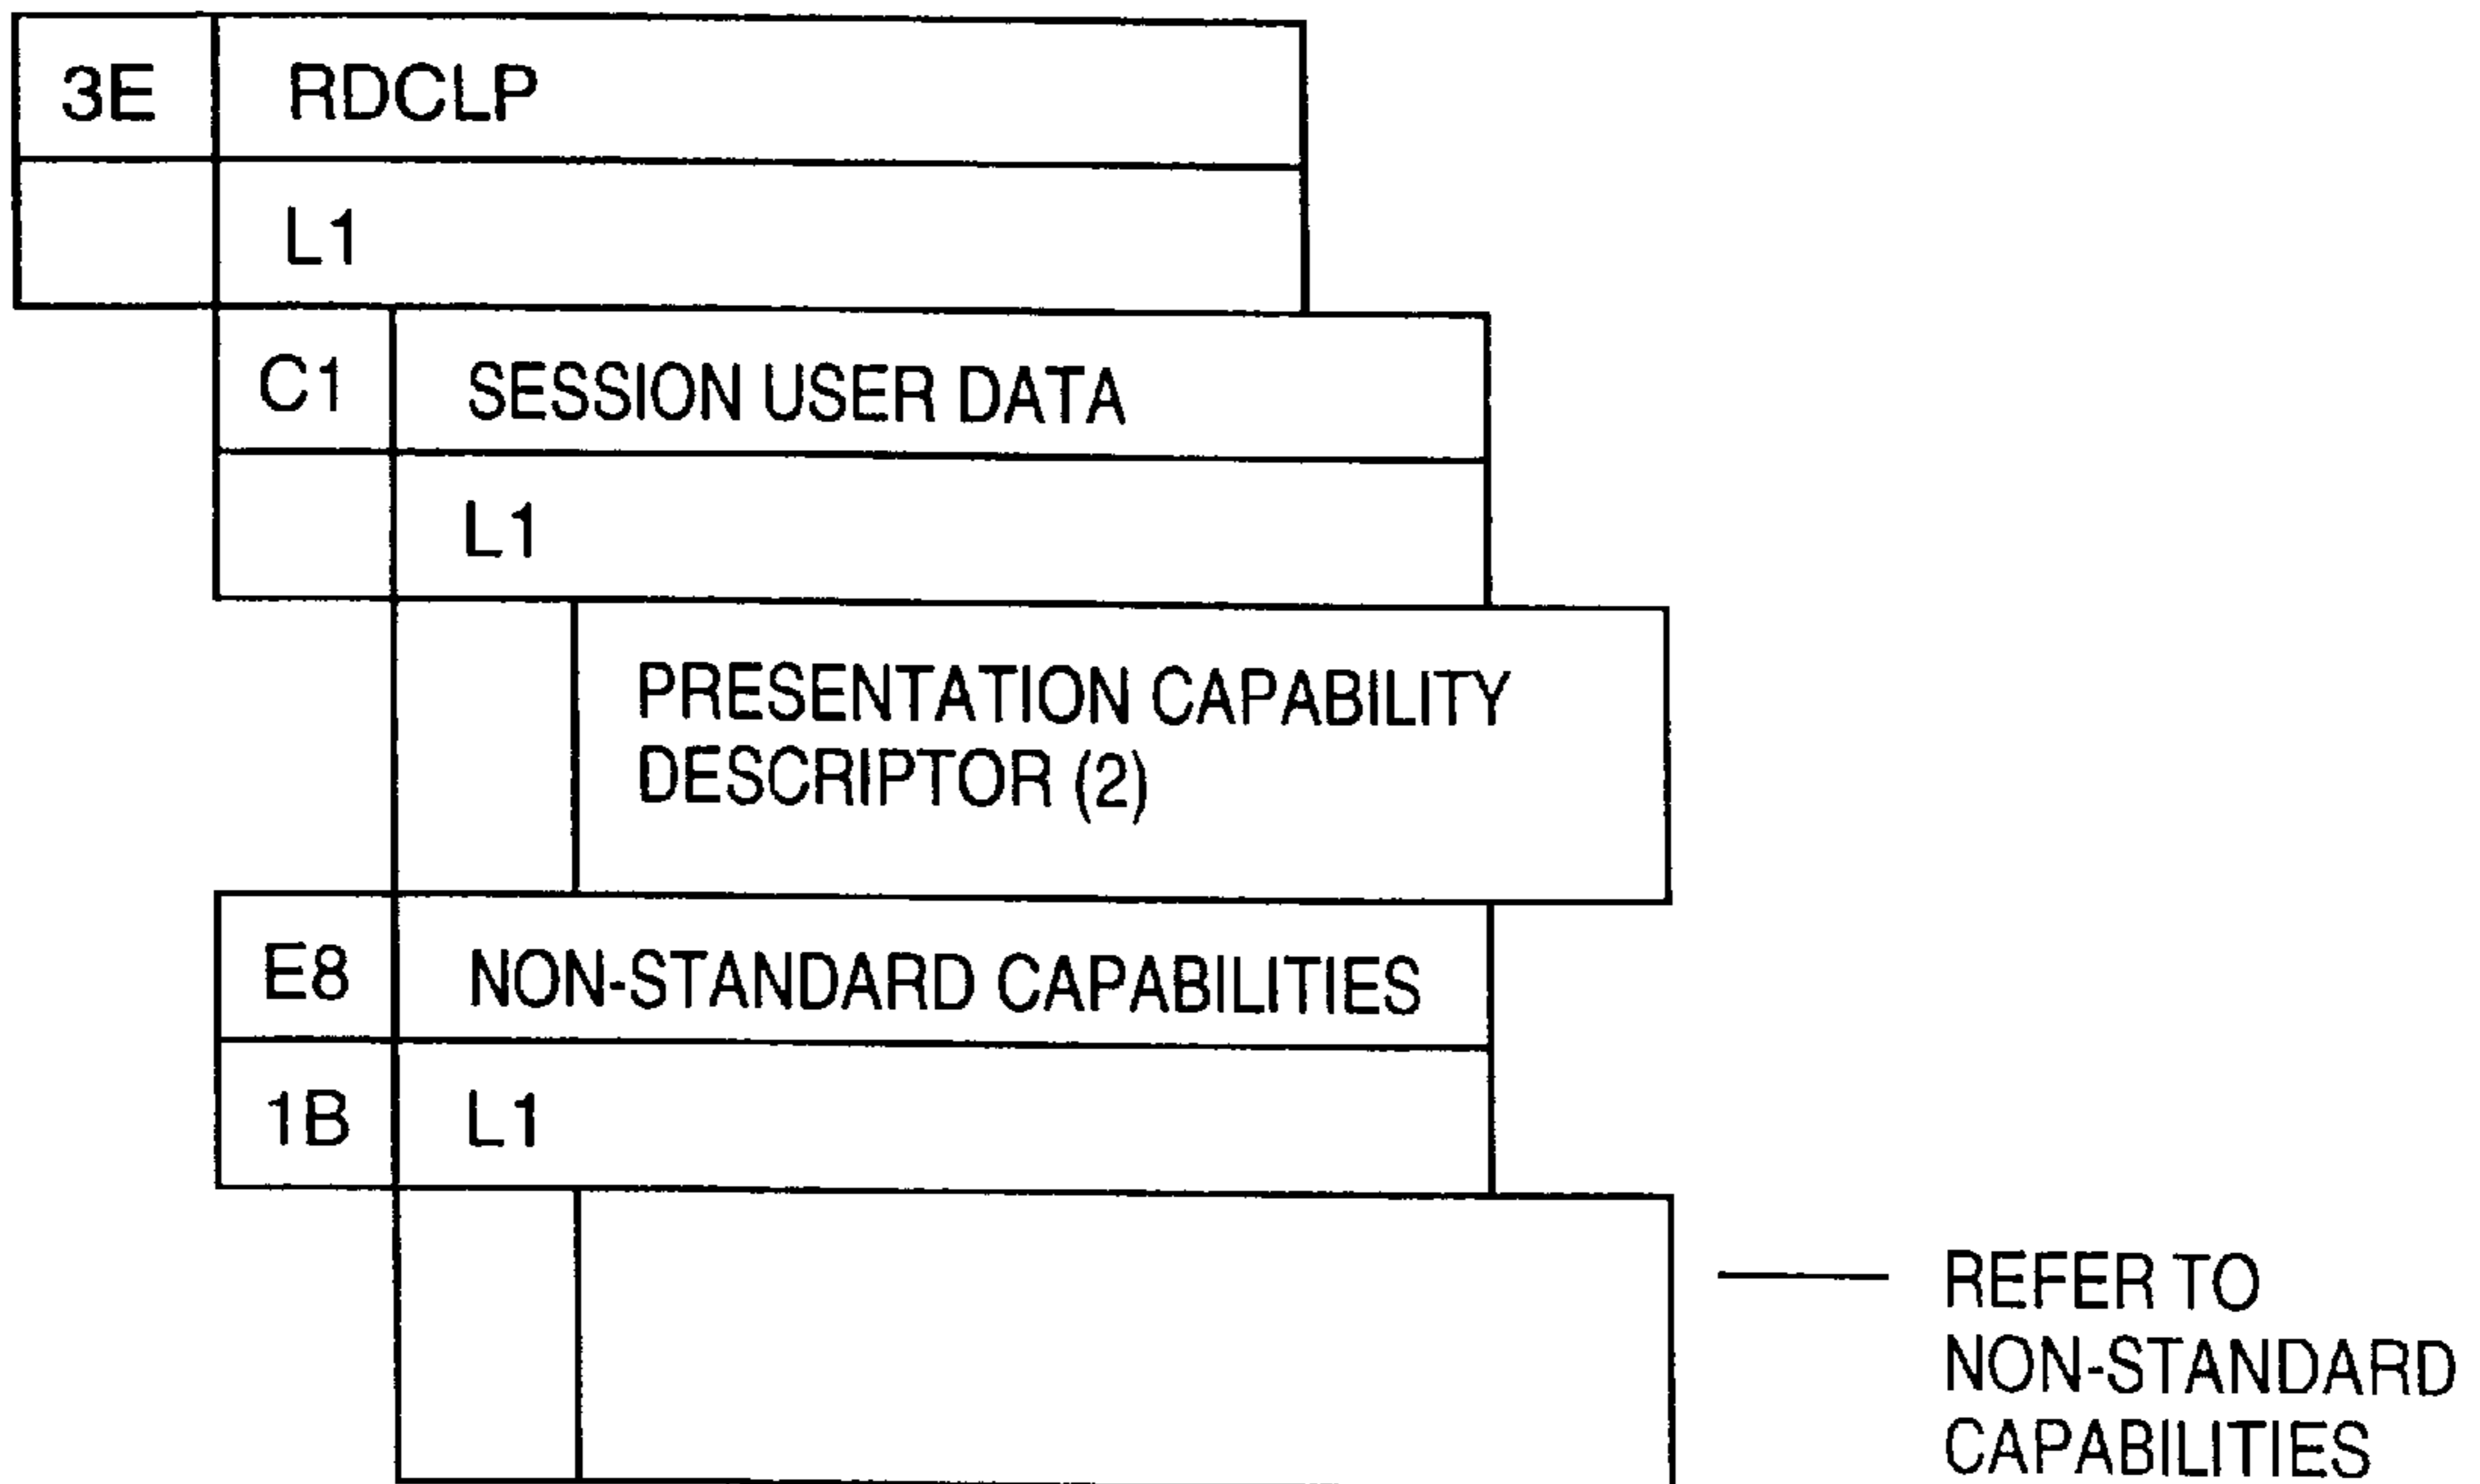 3E RDCLP
L1
C1 SESSION USER DATA
L1
PRESENTATION CAPABILITY
DESCRIPTOR (2)
E8 NON-STANDARD CAPABILITIES
1B L1
REFER TO
NON-STANDARD
CAPABILITIES